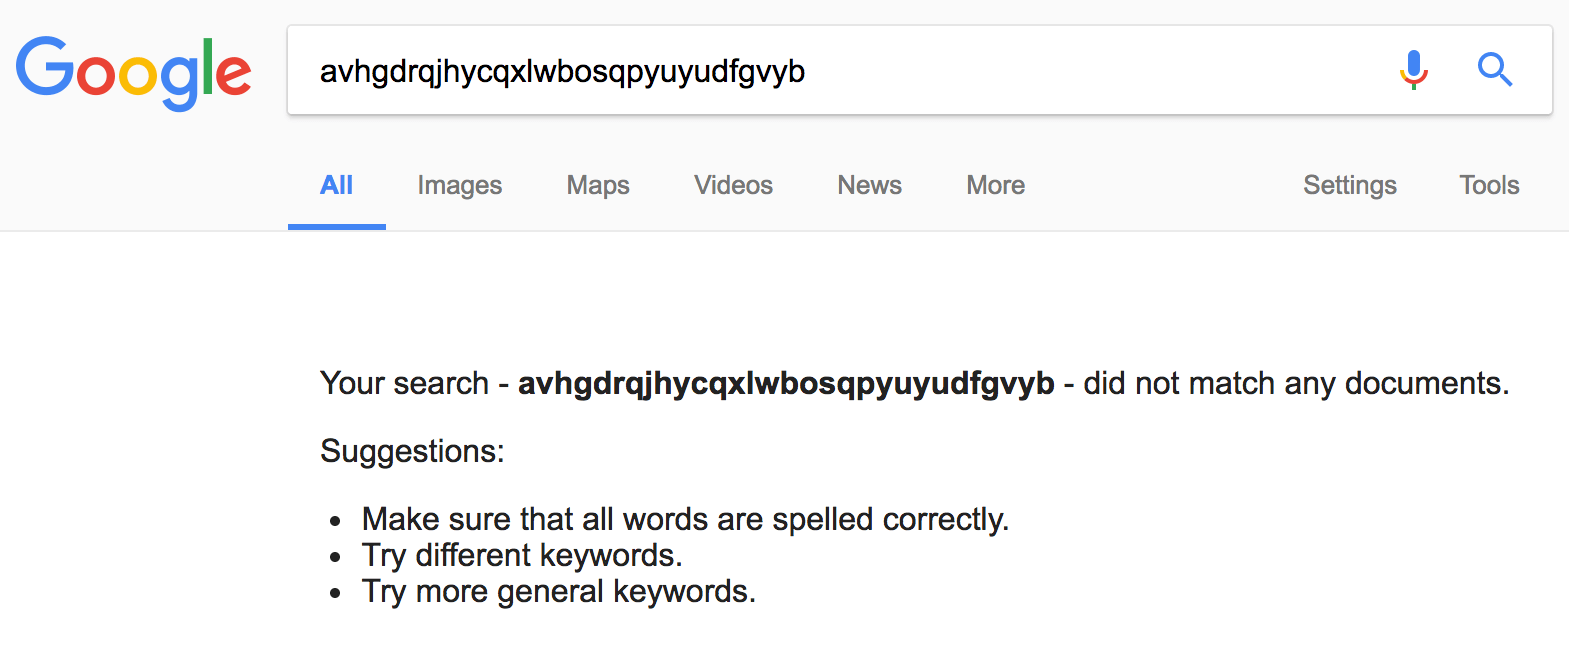 Google
avhgdrqjhycqxlwbosqpyuyudfgvyb
All Images Maps Videos News More Settings Tools
Your search - avhgdrqjhycqxlwbosqpyuyudfgvyb - did not match any documents.
Suggestions:
• Make sure that all words are spelled correctly.
• Try different keywords.
• Try more general keywords.